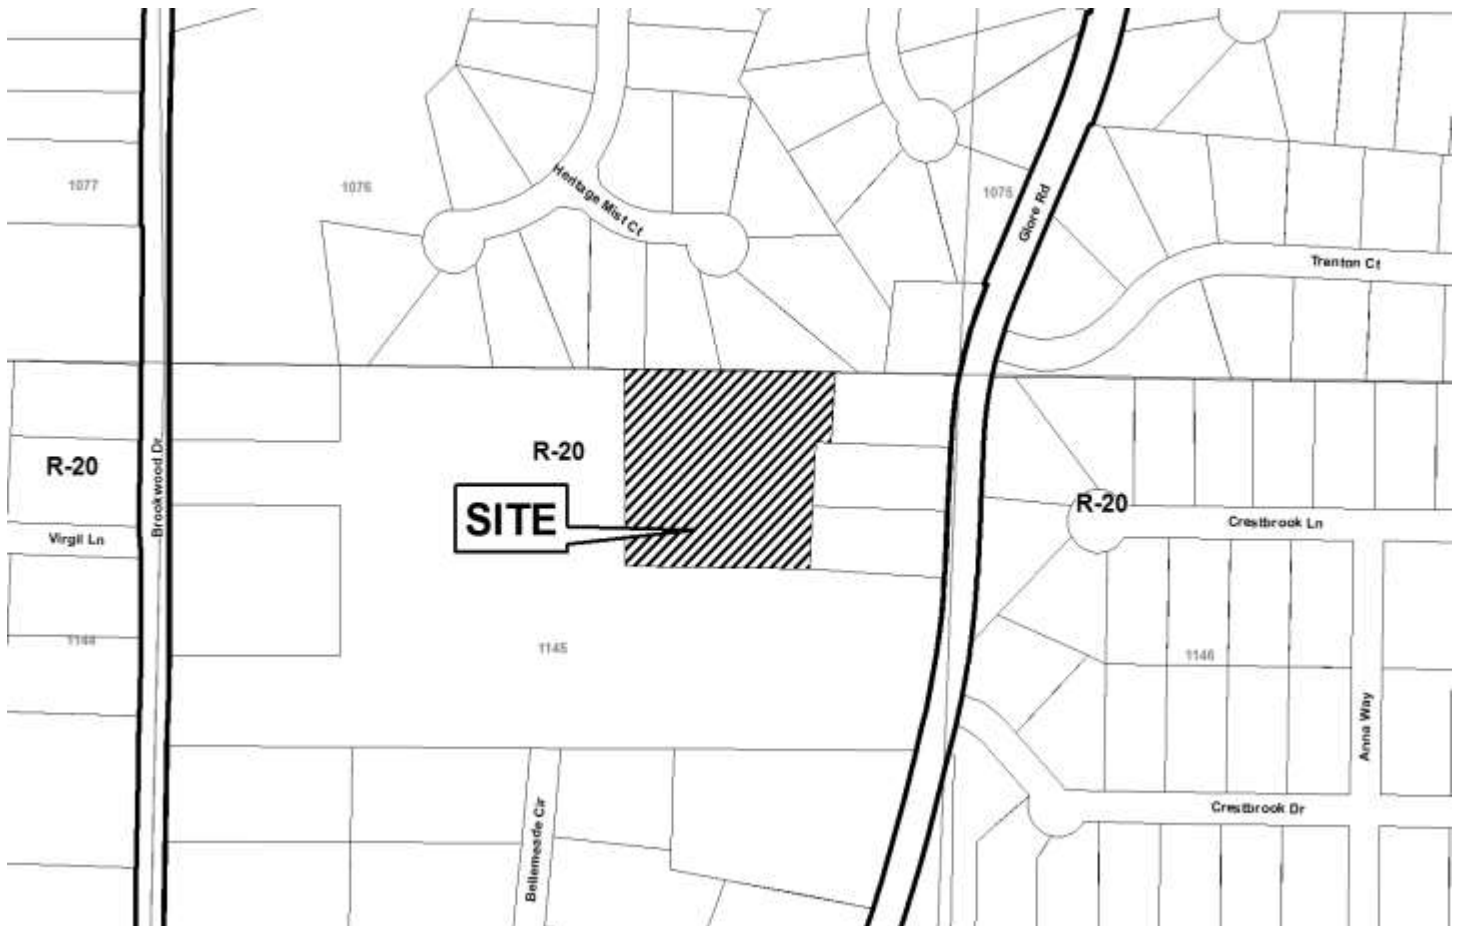 1077
1076
Heritage Mist Ct
1075
Glore Rd
Trenton Ct
R-20
Brookwood Dr
R-20
SITE
R-20
Crestbrook Ln
Virgil Ln
1144
1145
1146
Anna Way
Bellemeade Cir
Crestbrook Dr